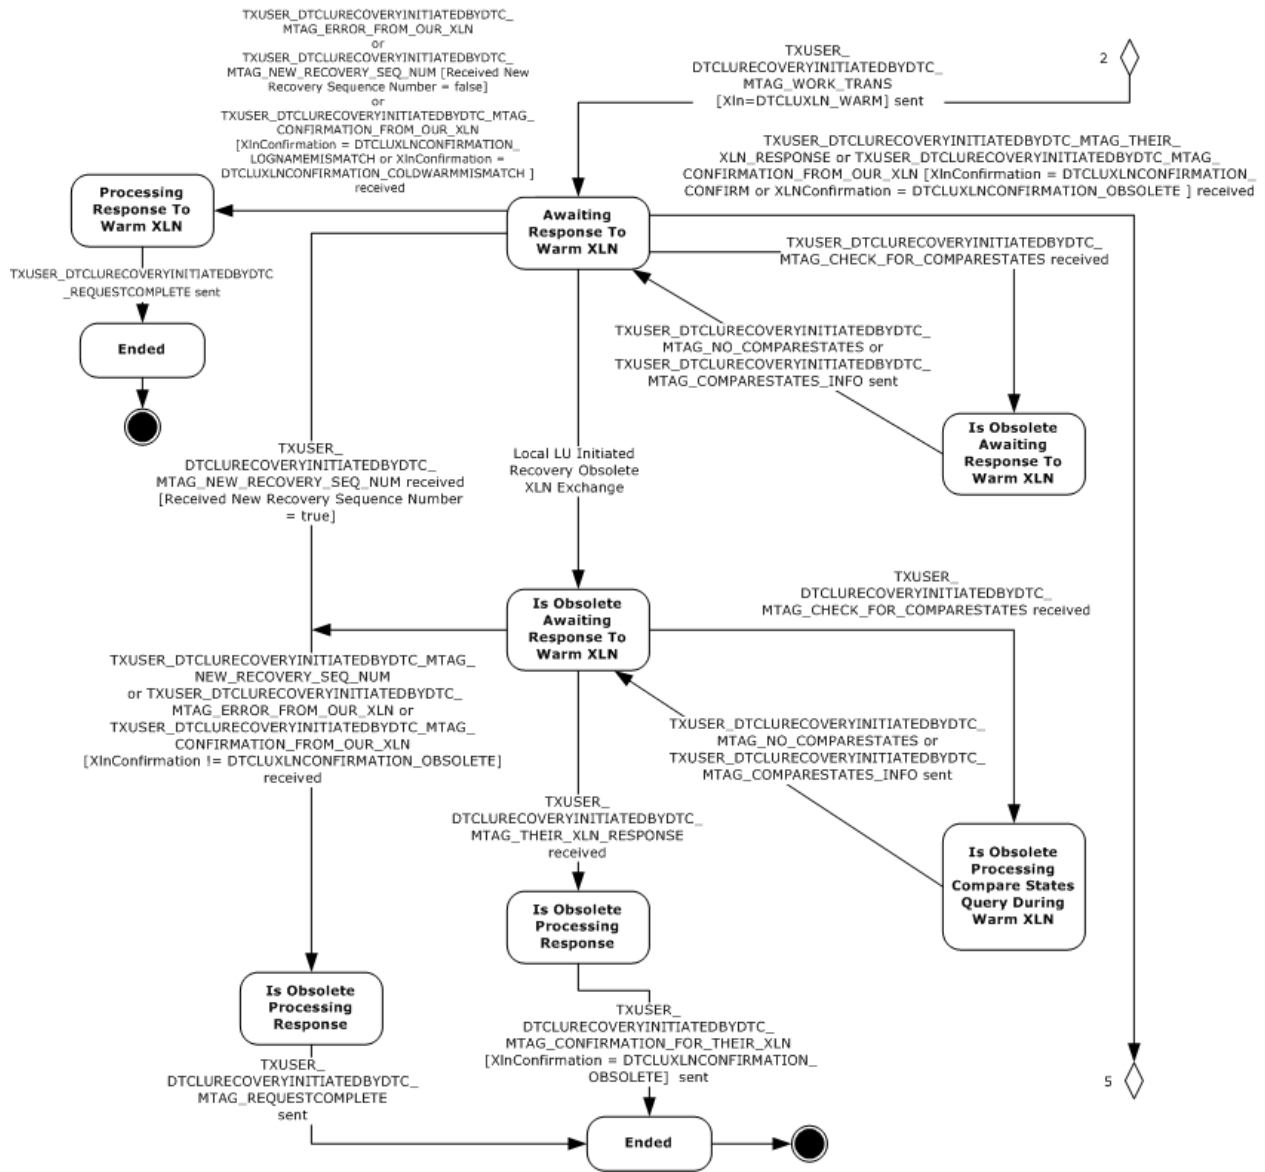 TXUSER_DTCLURECOVERYINITIATEDBYDTC_
MTAG_ERROR_FROM_OUR_XLN
or
TXUSER_DTCLURECOVERYINITIATEDBYDTC_
MTAG_NEW_RECOVERY_SEQ_NUM [Received New
Recovery Sequence Number = false]
or
TXUSER_DTCLURECOVERYINITIATEDBYDTC_MTAG_
CONFIRMATION_FROM_OUR_XLN
[XlnConfirmation = DTCLUXLNCONFIRMATION_
LOGNAMEMISMATCH or XlnConfirmation =
DTCLUXLNCONFIRMATION_COLDWARMMISMATCH ]
received
TXUSER_
DTCLURECOVERYINITIATEDBYDTC_
MTAG_WORK_TRANS
[Xln=DTCLUXLN_WARM] sent
2
TXUSER_DTCLURECOVERYINITIATEDBYDTC_MTAG_THEIR_
XLN_RESPONSE or TXUSER_DTCLURECOVERYINITIATEDBYDTC_MTAG_
CONFIRMATION_FROM_OUR_XLN [XlnConfirmation = DTCLUXLNCONFIRMATION_
CONFIRM or XLNConfirmation = DTCLUXLNCONFIRMATION_OBSOLETE ] received
Processing
Response To
Warm XLN
Awaiting
Response To
Warm XLN
TXUSER_DTCLURECOVERYINITIATEDBYDTC_
MTAG_CHECK_FOR_COMPARESTATES received
TXUSER_DTCLURECOVERYINITIATEDBYDTC
_REQUESTCOMPLETE sent
Ended
TXUSER_DTCLURECOVERYINITIATEDBYDTC_
MTAG_NO_COMPARESTATES or
TXUSER_DTCLURECOVERYINITIATEDBYDTC_
MTAG_COMPARESTATES_INFO sent
Is Obsolete
Awaiting
Response To
Warm XLN
TXUSER_
DTCLURECOVERYINITIATEDBYDTC_
MTAG_NEW_RECOVERY_SEQ_NUM received
[Received New Recovery Sequence Number
= true]
Local LU Initiated
Recovery Obsolete
XLN Exchange
Is Obsolete
Awaiting
Response To
Warm XLN
TXUSER_
DTCLURECOVERYINITIATEDBYDTC_
MTAG_CHECK_FOR_COMPARESTATES received
TXUSER_DTCLURECOVERYINITIATEDBYDTC_MTAG_
NEW_RECOVERY_SEQ_NUM
or TXUSER_DTCLURECOVERYINITIATEDBYDTC_
MTAG_ERROR_FROM_OUR_XLN or
TXUSER_DTCLURECOVERYINITIATEDBYDTC_MTAG_
CONFIRMATION_FROM_OUR_XLN
[XlnConfirmation != DTCLUXLNCONFIRMATION_OBSOLETE]
received
TXUSER_DTCLURECOVERYINITIATEDBYDTC_
MTAG_NO_COMPARESTATES or
TXUSER_DTCLURECOVERYINITIATEDBYDTC_
MTAG_COMPARESTATES_INFO sent
TXUSER_
DTCLURECOVERYINITIATEDBYDTC_
MTAG_THEIR_XLN_RESPONSE
received
Is Obsolete
Processing
Compare States
Query During
Warm XLN
Is Obsolete
Processing
Response
Is Obsolete
Processing
Response
TXUSER_
DTCLURECOVERYINITIATEDBYDTC_
MTAG_CONFIRMATION_FOR_THEIR_XLN
[XlnConfirmation = DTCLUXLNCONFIRMATION_
OBSOLETE] sent
5
TXUSER_
DTCLURECOVERYINITIATEDBYDTC_
MTAG_REQUESTCOMPLETE
sent
Ended